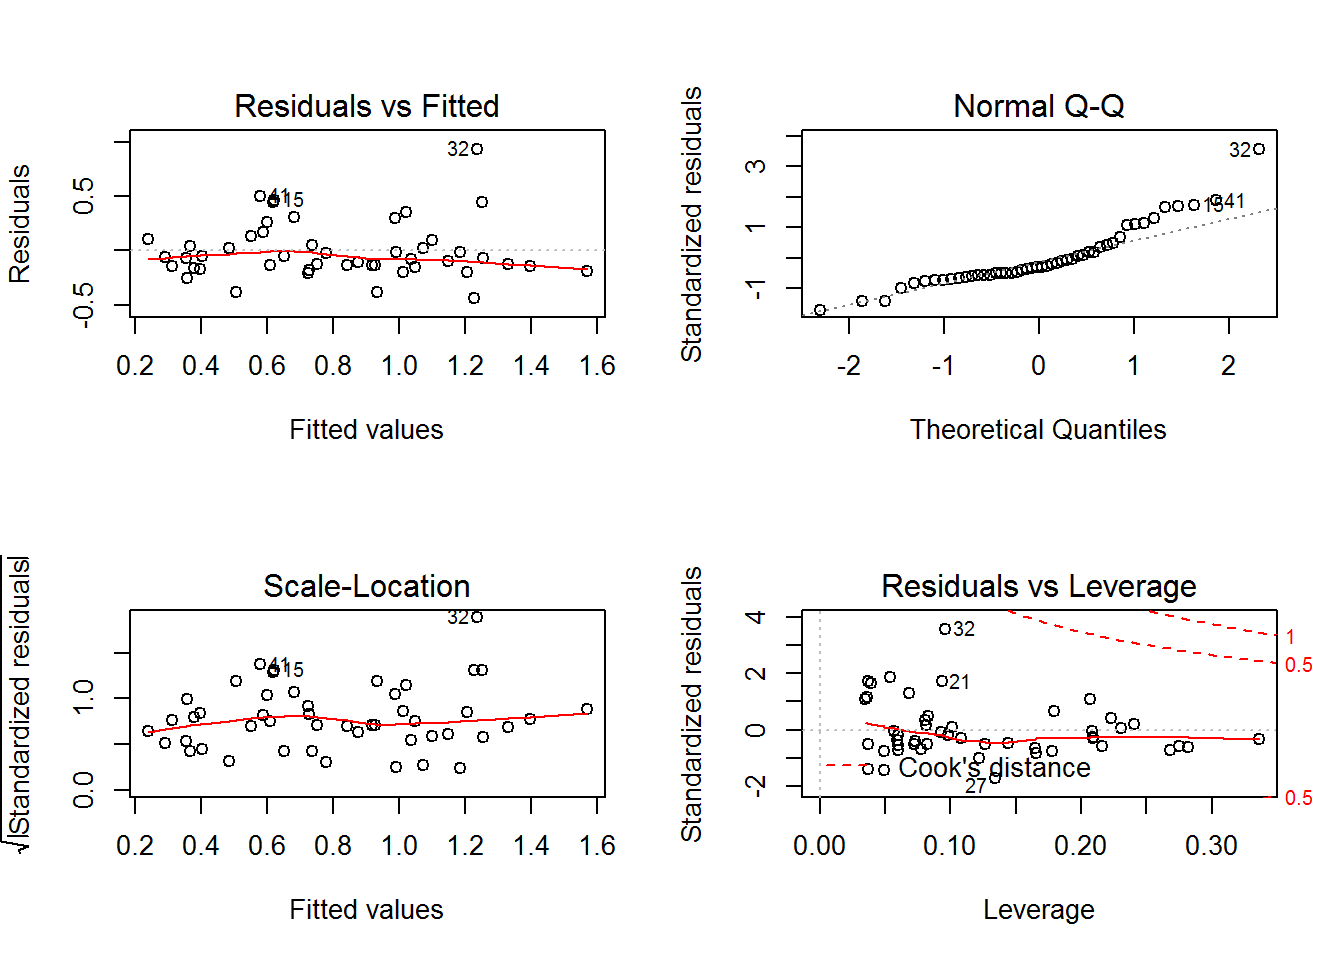 Residuals vs Fitted
Residuals
0.5
-0.5
32
41
15
0.2 0.4 0.6 0.8 1.0 1.2 1.4 1.6
Fitted values
Normal Q-Q
Standardized residuals
3
1
-1
32
15
41
-2 -1 0 1 2
Theoretical Quantiles
Scale-Location
√|Standardized residuals|
1.0
0.0
32
41
15
0.2 0.4 0.6 0.8 1.0 1.2 1.4 1.6
Fitted values
Residuals vs Leverage
Standardized residuals
4
2
0
-2
32
21
27
Cook's distance
1
0.5
0.5
0.00 0.10 0.20 0.30
Leverage